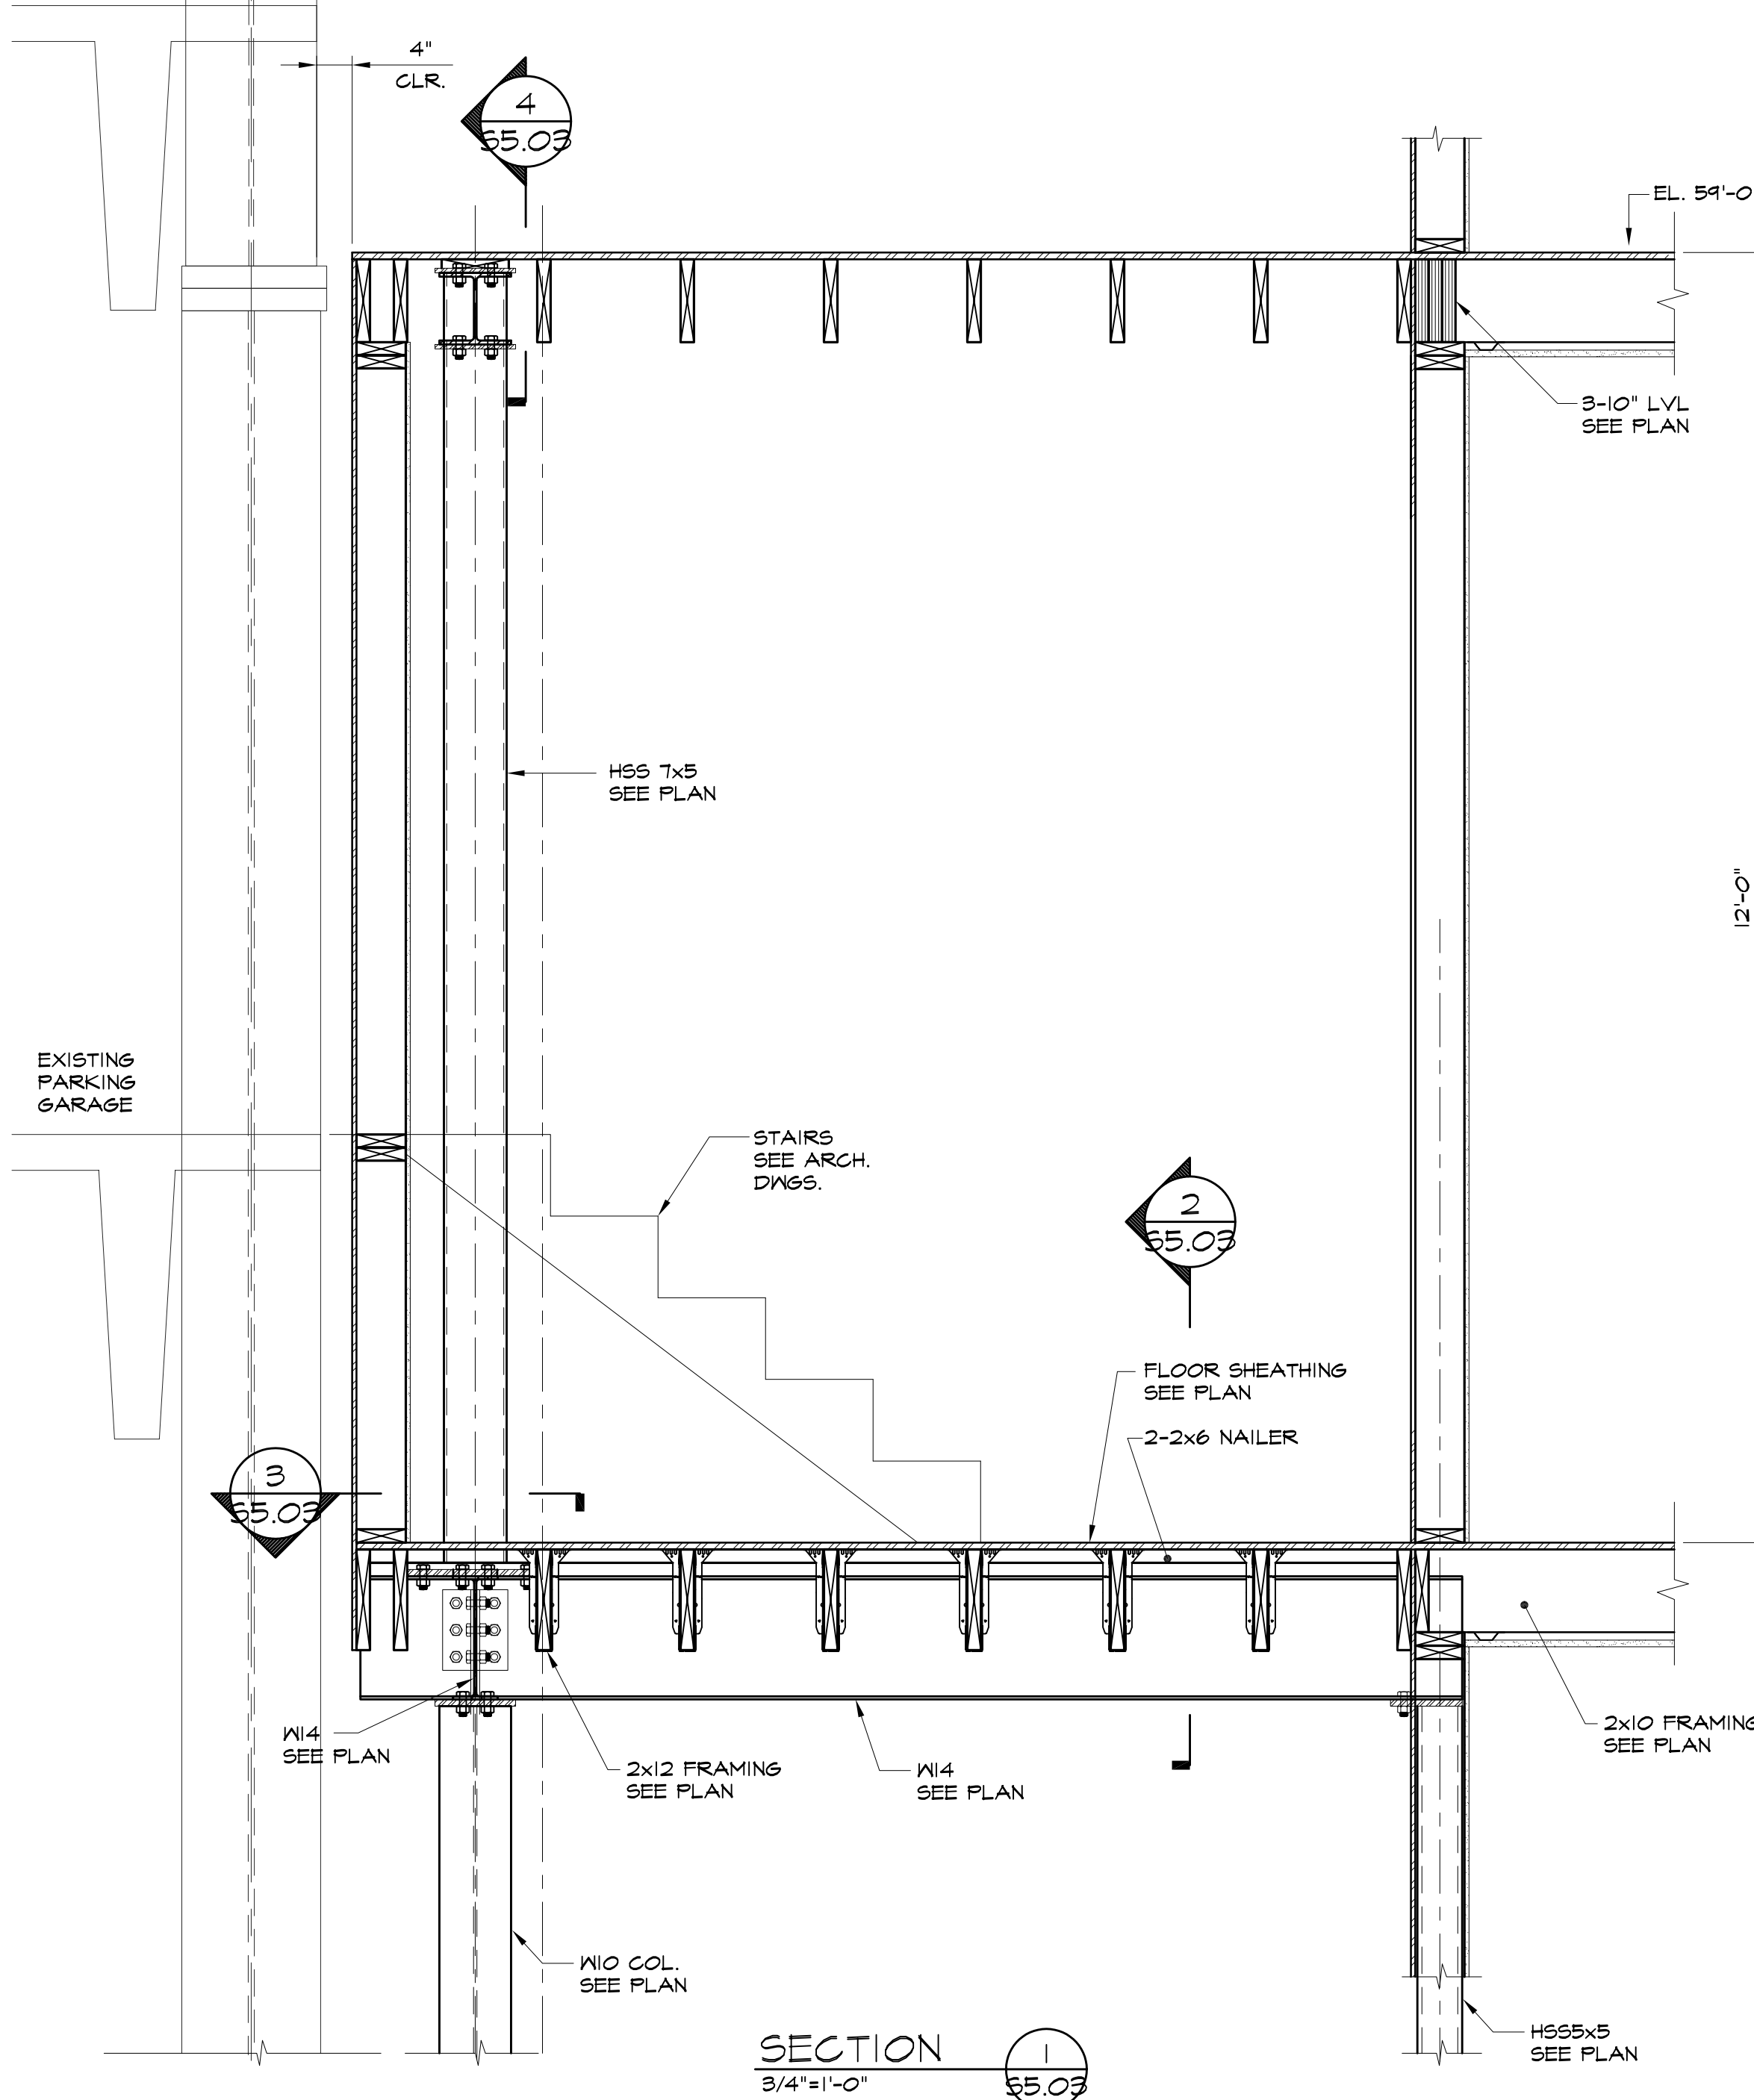 4"
CLR.
4
S5.03
EL. 59'-0
3-10" LVL
SEE PLAN
HSS 7x5
SEE PLAN
12'-0"
EXISTING
PARKING
GARAGE
STAIRS
SEE ARCH.
DWGS.
2
S5.03
FLOOR SHEATHING
SEE PLAN
2-2x6 NAILER
3
S5.03
W14
SEE PLAN
2x12 FRAMING
SEE PLAN
W14
SEE PLAN
2x10 FRAMING
SEE PLAN
W10 COL.
SEE PLAN
HSS5x5
SEE PLAN
SECTION
3/4"=1'-0"
1
S5.03